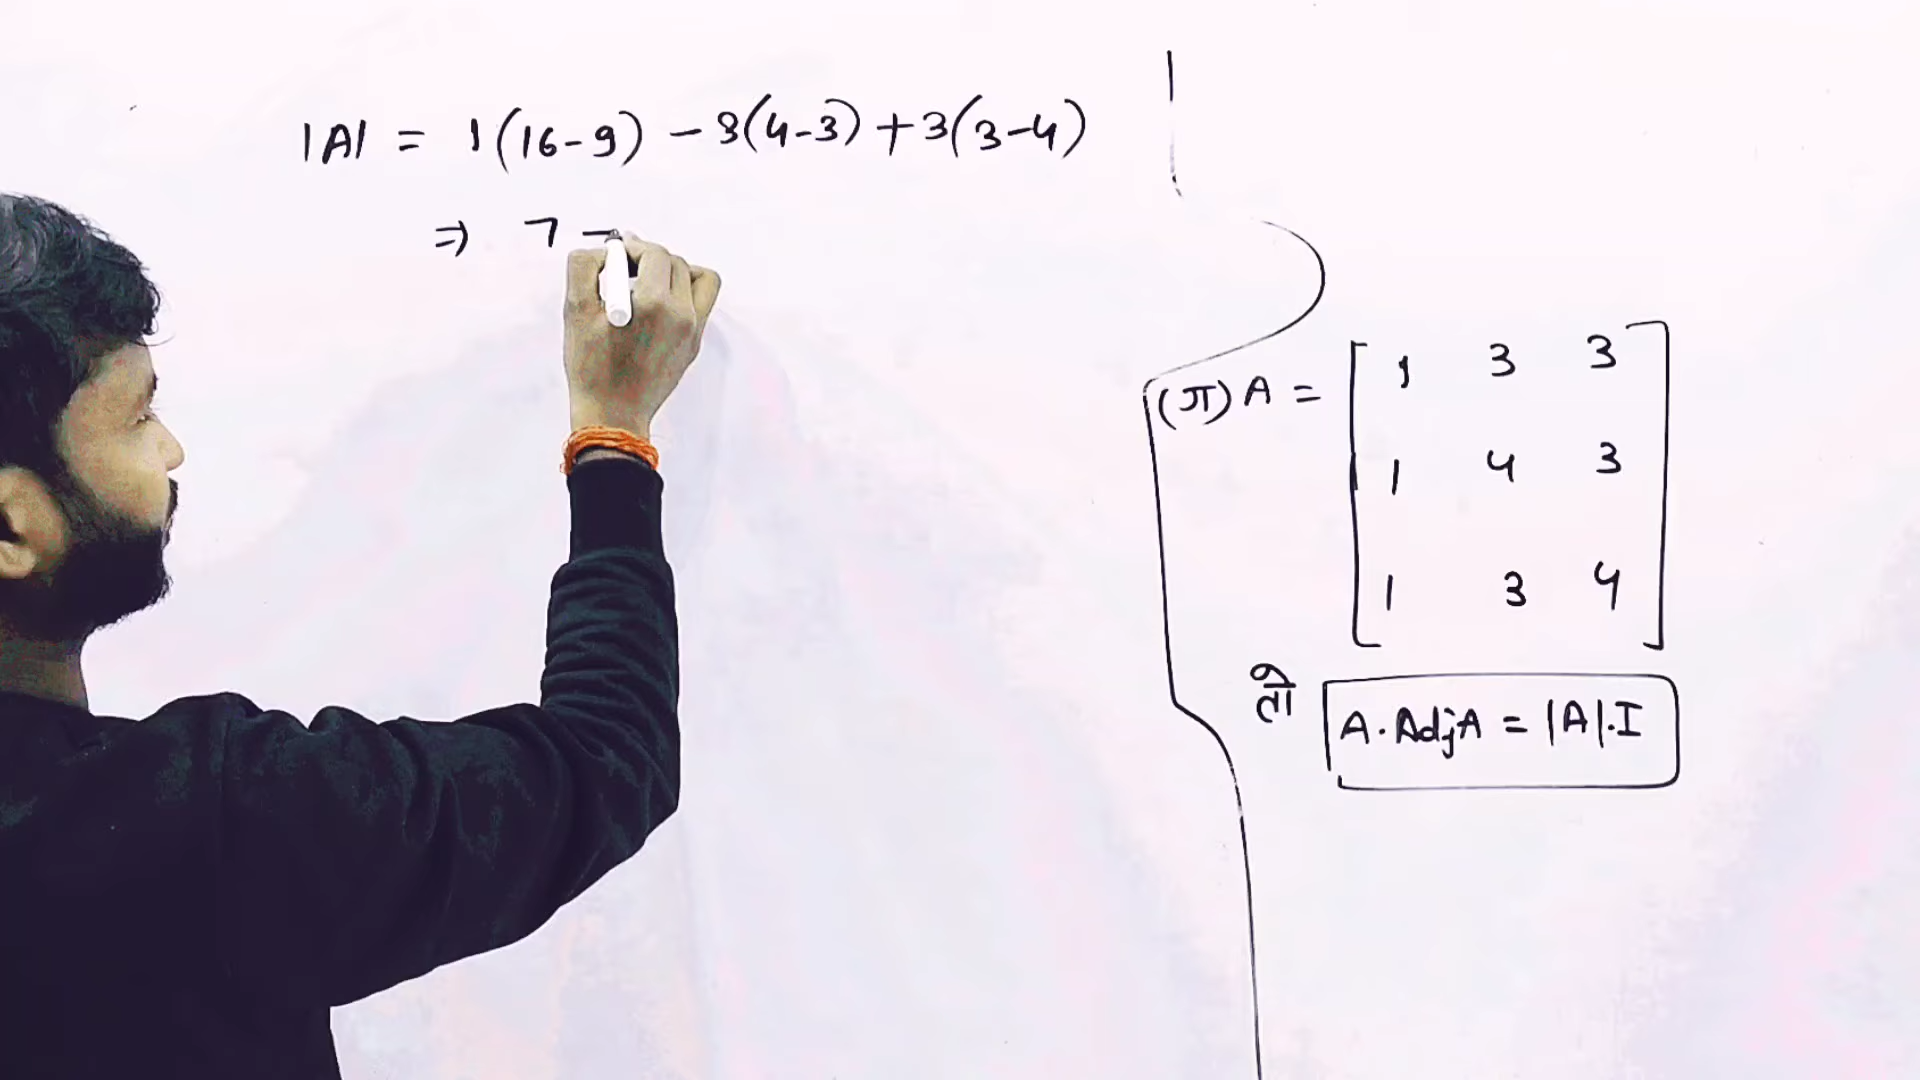 |A| = 1(16-9) - 3(4-3) + 3(3-4)
⇒ 7 -
(ग) A = [ 1 3 3
1 4 3
1 3 4 ]
तो A. AdjA = |A|.I